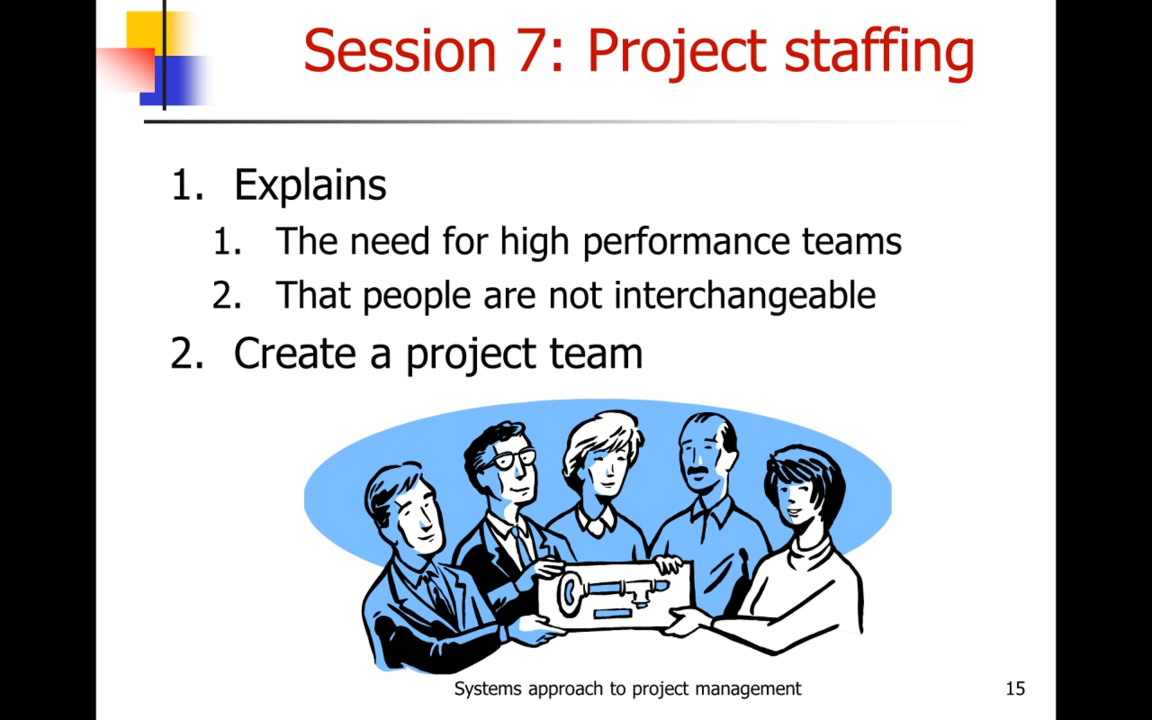 Session 7: Project staffing
1. Explains
1. The need for high performance teams
2. That people are not interchangeable
2. Create a project team
Systems approach to project management
15